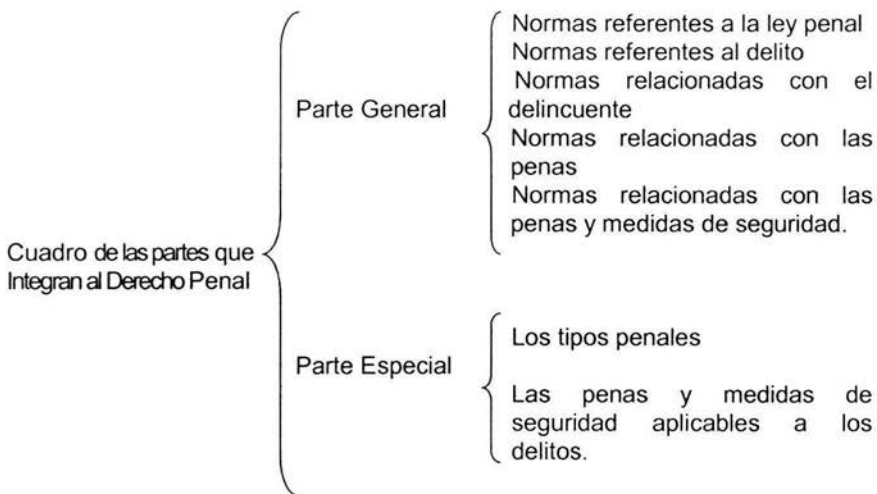 Cuadro de las partes que
Integran al Derecho Penal
Parte General
Normas referentes a la ley penal
Normas referentes al delito
Normas relacionadas con el
delincuente
Normas relacionadas con las
penas
Normas relacionadas con las
penas y medidas de seguridad.
Parte Especial
Los tipos penales
Las penas y medidas de
seguridad aplicables a los
delitos.